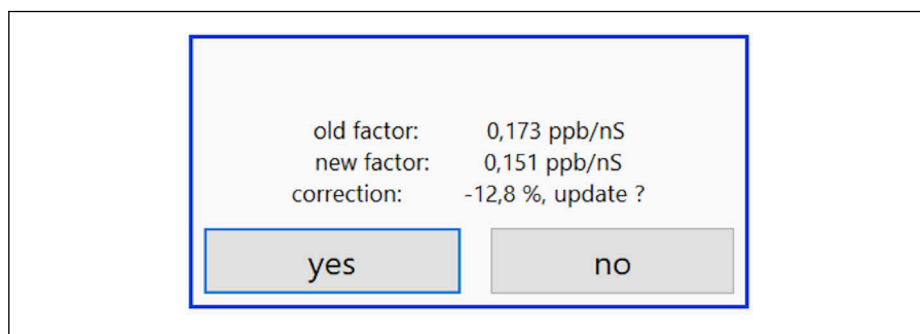 old factor: 0,173 ppb/nS
new factor: 0,151 ppb/nS
correction: -12,8 %, update ?
yes no